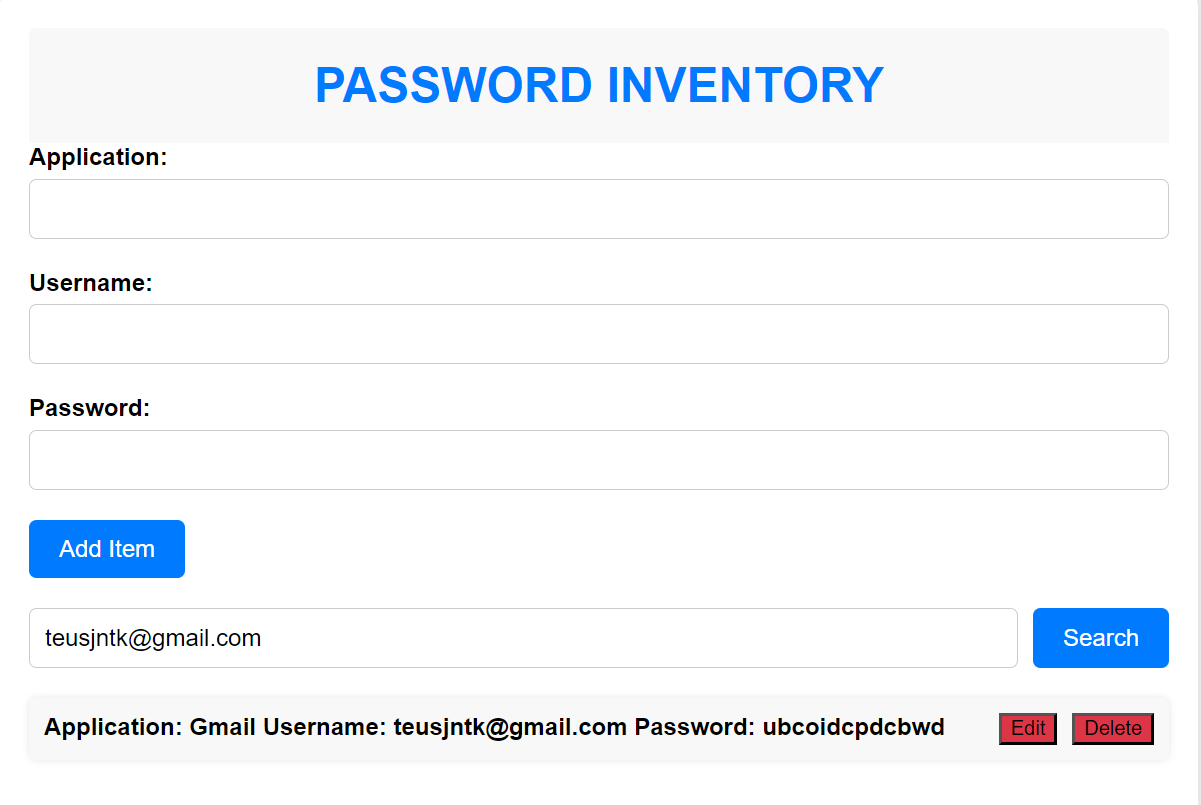 PASSWORD INVENTORY
Application:
Username:
Password:
Add Item
teusjntk@gmail.com Search
Application: Gmail Username: teusjntk@gmail.com Password: ubcoidcpdcbwd Edit Delete